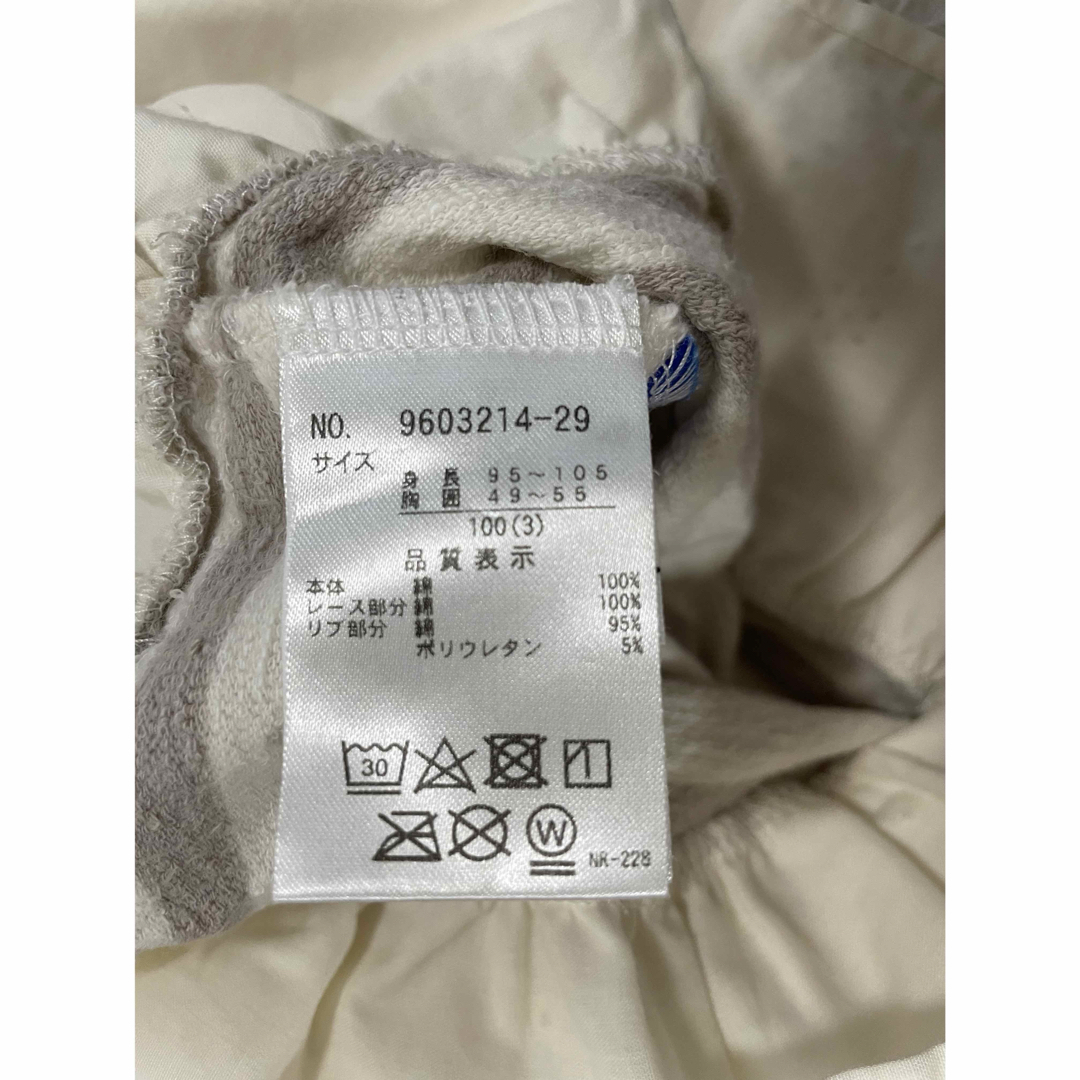 NO. 9603214-29
サイズ
身長 95~105
胸囲 49~55
100(3)
品質表示
本体 綿 100%
レース部分 綿 100%
リブ部分 綿 95%
ポリウレタン 5%
30
W
NR-228